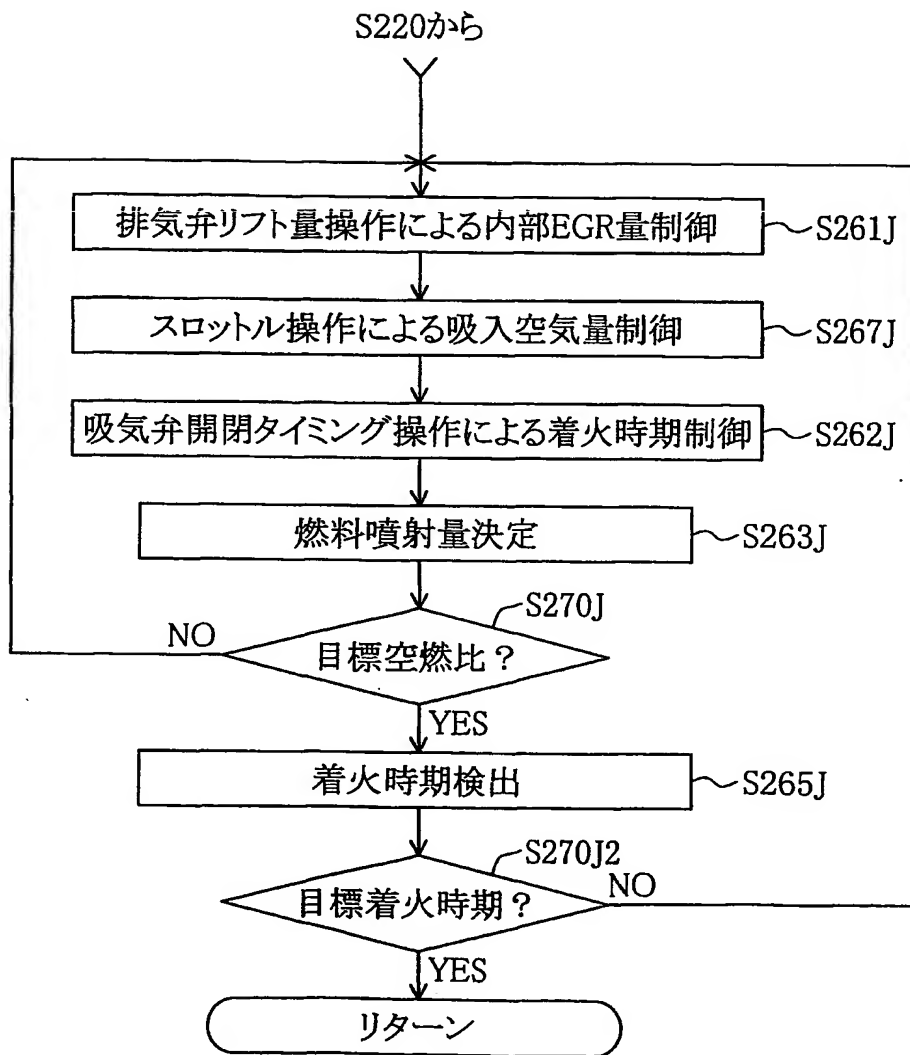 S220から
排気弁リフト量操作による内部EGR量制御 S261J
スロットル操作による吸入空気量制御 S267J
吸気弁開閉タイミング操作による着火時期制御 S262J
燃料噴射量決定 S263J
S270J
NO
目標空燃比?
YES
着火時期検出 S265J
S270J2
NO
目標着火時期?
YES
リターン